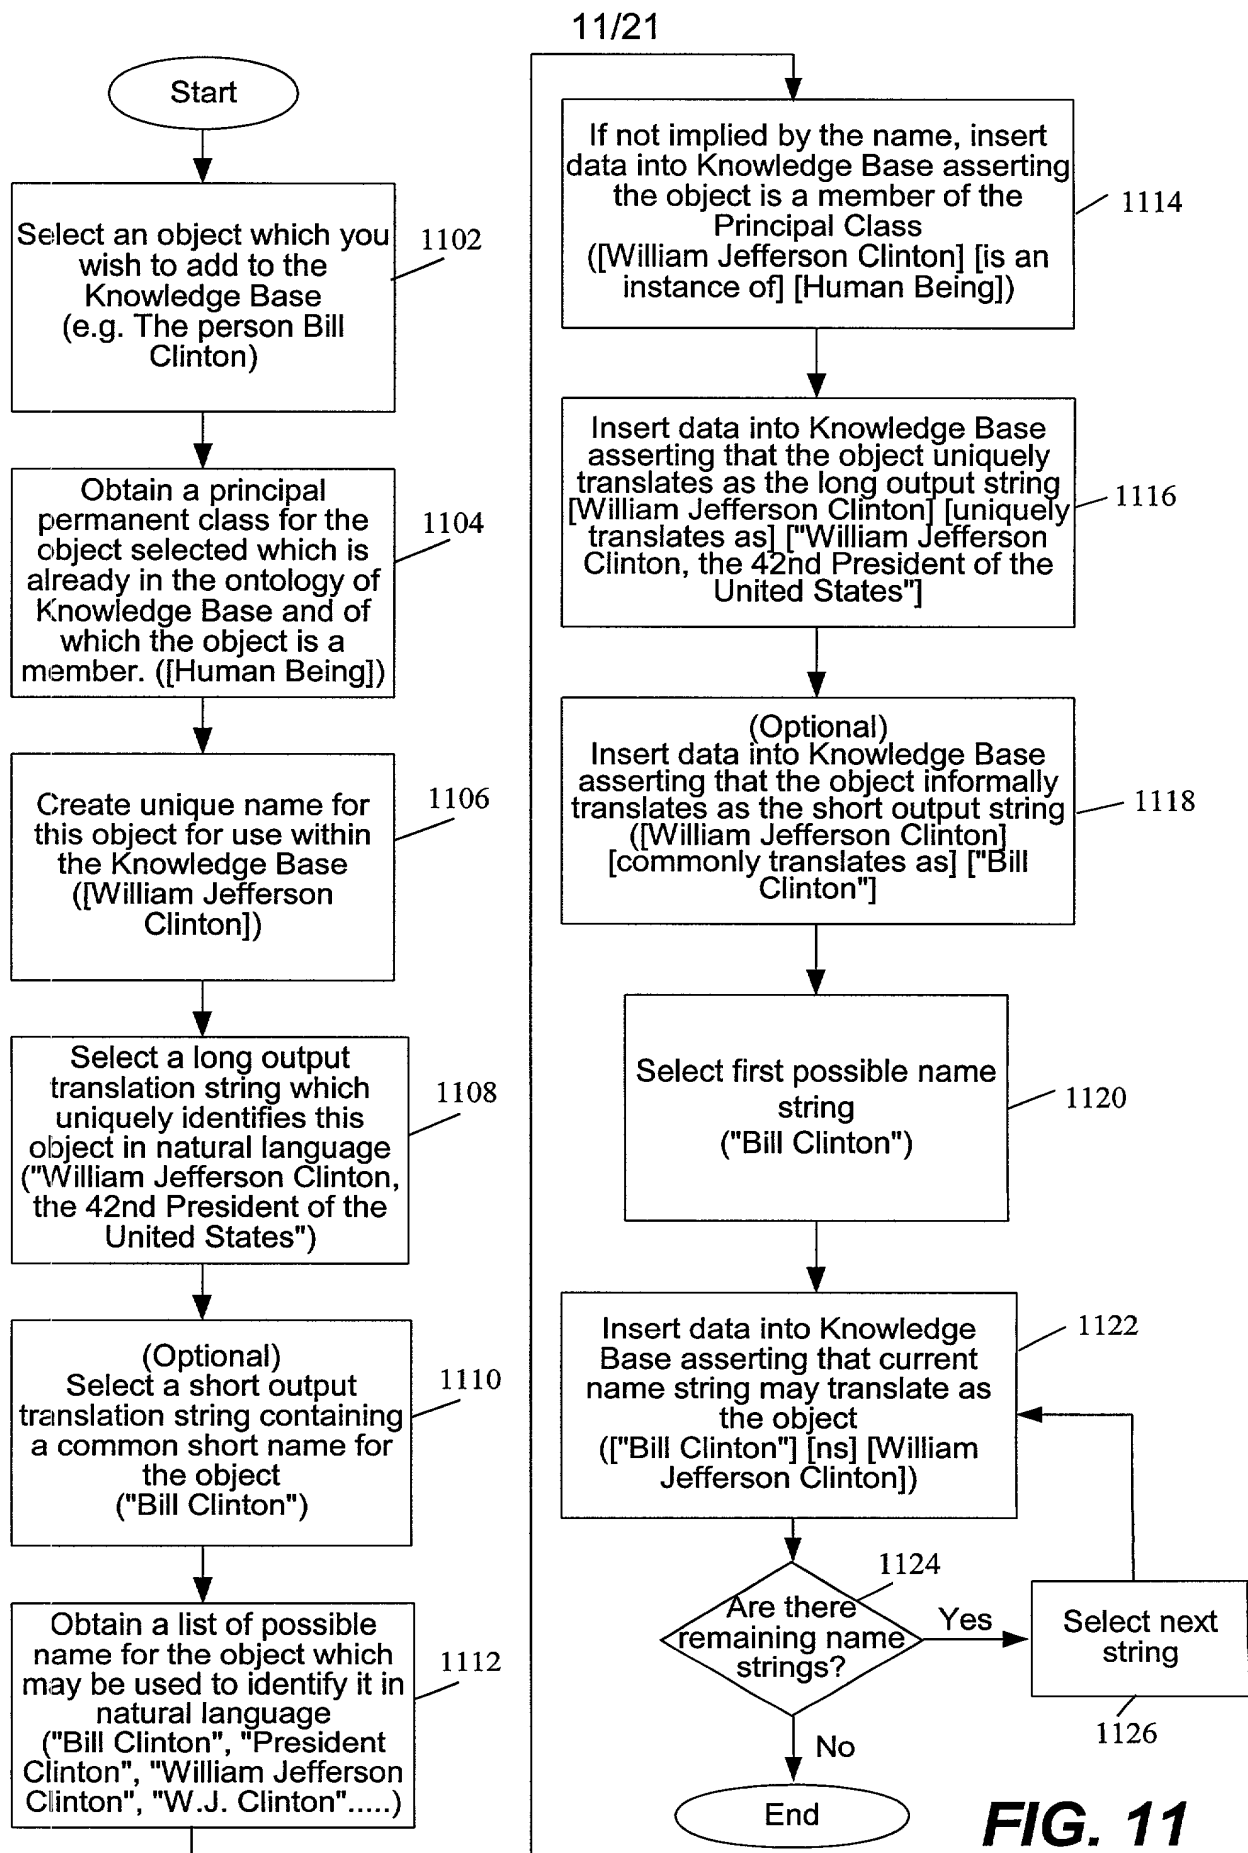 11/21
Start
Select an object which you
wish to add to the
Knowledge Base
(e.g. The person Bill
Clinton)
1102
Obtain a principal
permanent class for the
object selected which is
already in the ontology of
Knowledge Base and of
which the object is a
member. ([Human Being])
1104
Create unique name for
this object for use within
the Knowledge Base
([William Jefferson
Clinton])
1106
Select a long output
translation string which
uniquely identifies this
object in natural language
("William Jefferson Clinton,
the 42nd President of the
United States")
1108
(Optional)
Select a short output
translation string containing
a common short name for
the object
("Bill Clinton")
1110
Obtain a list of possible
name for the object which
may be used to identify it in
natural language
("Bill Clinton", "President
Clinton", "William Jefferson
Clinton", "W.J. Clinton".....)
1112
If not implied by the name, insert
data into Knowledge Base asserting
the object is a member of the
Principal Class
([William Jefferson Clinton] [is an
instance of] [Human Being])
1114
Insert data into Knowledge Base
asserting that the object uniquely
translates as the long output string
[William Jefferson Clinton] [uniquely
translates as] ["William Jefferson
Clinton, the 42nd President of the
United States"]
1116
(Optional)
Insert data into Knowledge Base
asserting that the object informally
translates as the short output string
([William Jefferson Clinton]
[commonly translates as] ["Bill
Clinton"]
1118
Select first possible name
string
("Bill Clinton")
1120
Insert data into Knowledge
Base asserting that current
name string may translate as
the object
(["Bill Clinton"] [ns] [William
Jefferson Clinton])
1122
Are there
remaining name
strings?
1124
Yes
Select next
string
1126
No
End
FIG. 11